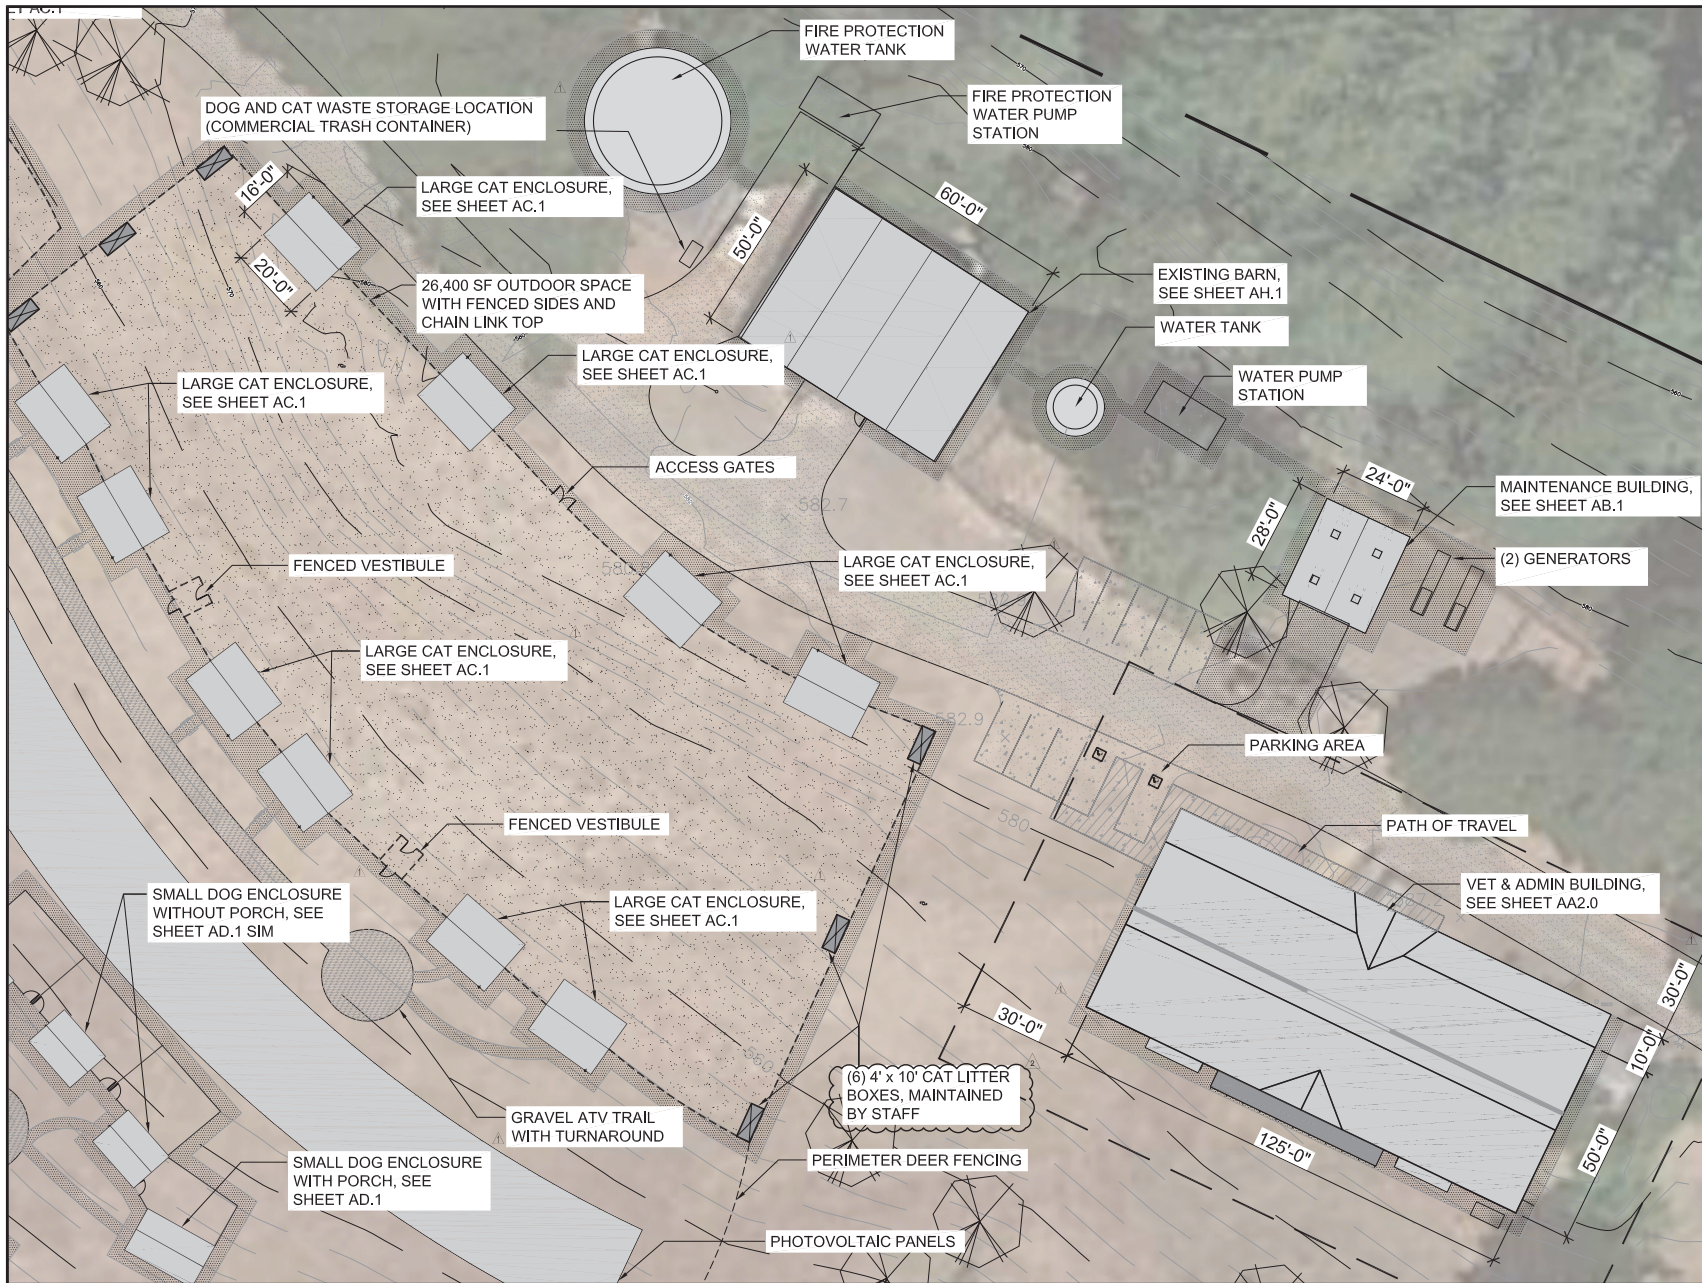 FIRE PROTECTION
WATER TANK
DOG AND CAT WASTE STORAGE LOCATION
(COMMERCIAL TRASH CONTAINER)
FIRE PROTECTION
WATER PUMP
STATION
16'-0"
LARGE CAT ENCLOSURE,
SEE SHEET AC.1
60'-0"
50'-0"
20'-0"
26,400 SF OUTDOOR SPACE
WITH FENCED SIDES AND
CHAIN LINK TOP
EXISTING BARN,
SEE SHEET AH.1
WATER TANK
LARGE CAT ENCLOSURE,
SEE SHEET AC.1
LARGE CAT ENCLOSURE,
SEE SHEET AC.1
WATER PUMP
STATION
ACCESS GATES
24'-0"
28'-0"
MAINTENANCE BUILDING,
SEE SHEET AB.1
582.7
FENCED VESTIBULE
LARGE CAT ENCLOSURE,
SEE SHEET AC.1
(2) GENERATORS
LARGE CAT ENCLOSURE,
SEE SHEET AC.1
582.9
PARKING AREA
FENCED VESTIBULE
580
PATH OF TRAVEL
SMALL DOG ENCLOSURE
WITHOUT PORCH, SEE
SHEET AD.1 SIM
LARGE CAT ENCLOSURE,
SEE SHEET AC.1
VET & ADMIN BUILDING,
SEE SHEET AA2.0
30'-0"
30'-0"
10'-0"
560
(6) 4' x 10' CAT LITTER
BOXES, MAINTAINED
BY STAFF
GRAVEL ATV TRAIL
WITH TURNAROUND
125'-0"
50'-0"
SMALL DOG ENCLOSURE
WITH PORCH, SEE
SHEET AD.1
PERIMETER DEER FENCING
PHOTOVOLTAIC PANELS